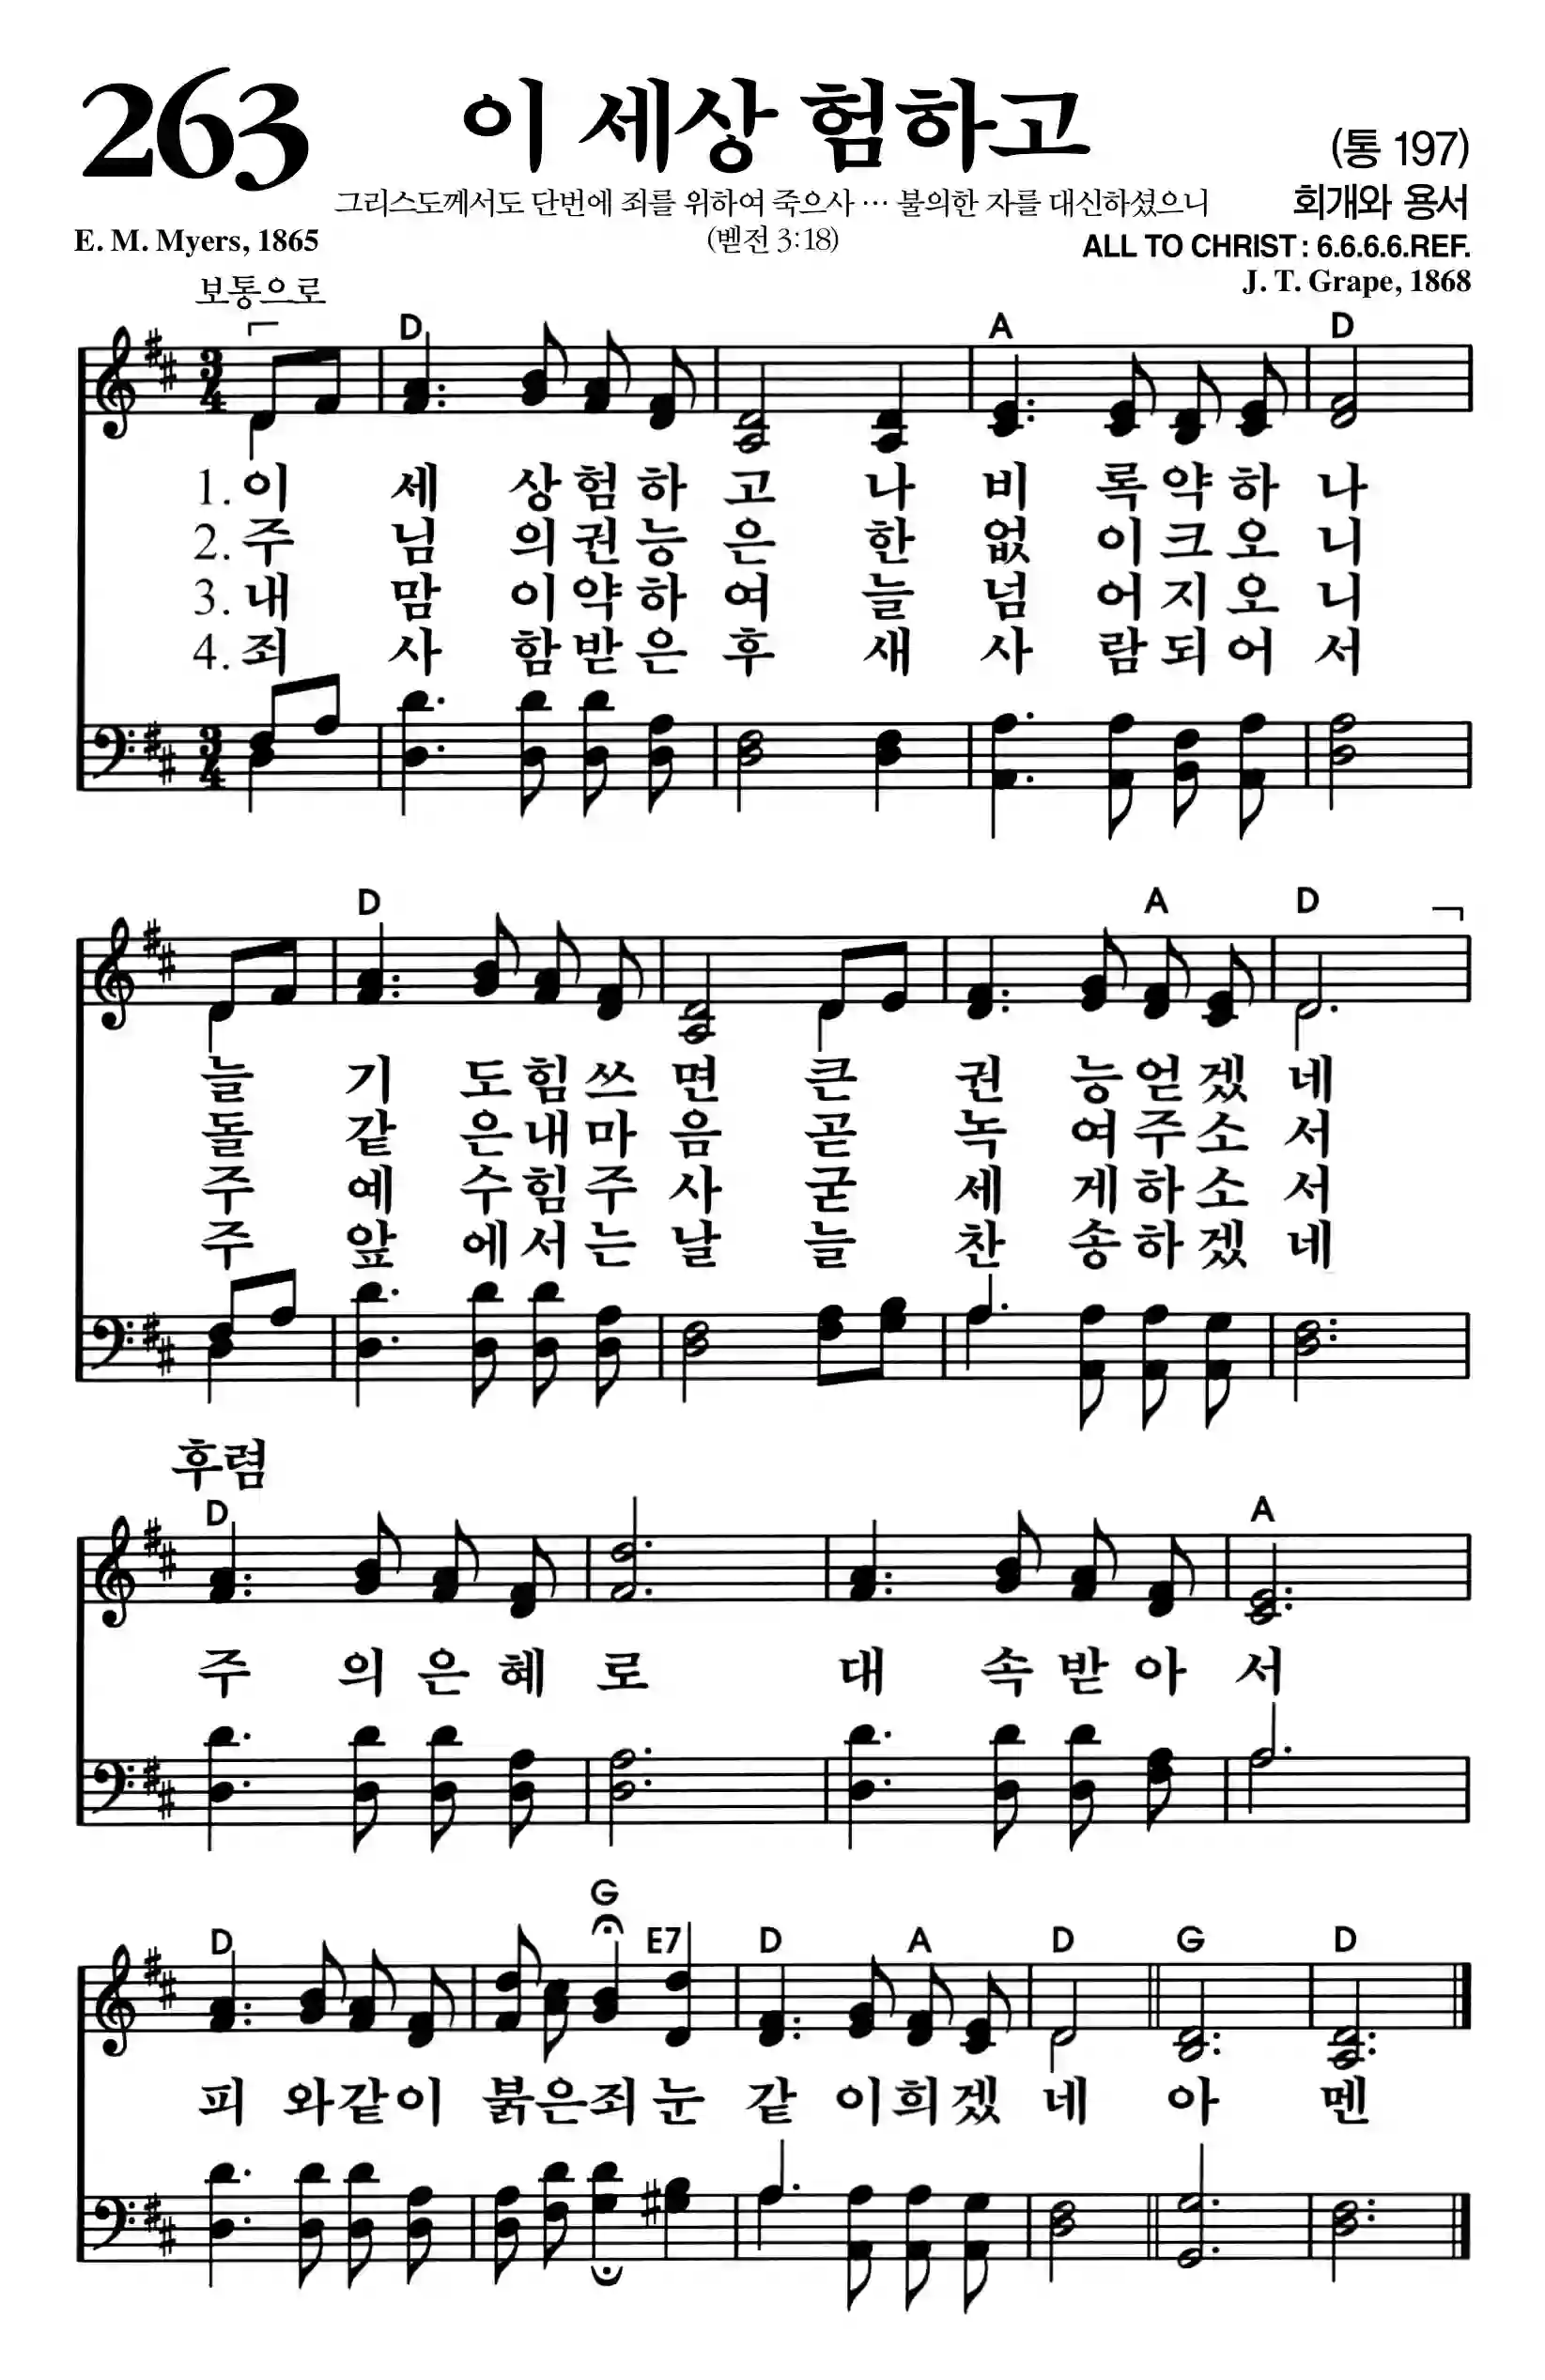 263 이 세상 험하고 (통 197)
그리스도께서도 단번에 죄를 위하여 죽으사 ··· 불의한 자를 대신하셨으니 회개와 용서
E. M. Myers, 1865 (벧전 3:18) ALL TO CHRIST : 6.6.6.6.REF.
보통으로 J. T. Grape, 1868
D A D
3 4
1. 이 세 상 험 하 고 나 비 록 약 하 나
2. 주 님 의 권 능 은 한 없 이 크 오 니
3. 내 맘 이 약 하 여 늘 넘 어 지 오 니
4. 죄 사 함 받 은 후 새 사 람 되 어 서
3 4
D A D
늘 기 도 힘 쓰 면 큰 권 능 얻 겠 네
돌 같 은 내 마 음 곧 녹 여 주 소 서
주 예 수 힘 주 사 굳 세 게 하 소 서
주 앞 에 서 는 날 늘 찬 송 하 겠 네
후렴
D A
주 의 은 혜 로 대 속 받 아 서
D G E7 D A D G D
피 와 같 이 붉 은 죄 눈 같 이 희 겠 네 아 멘